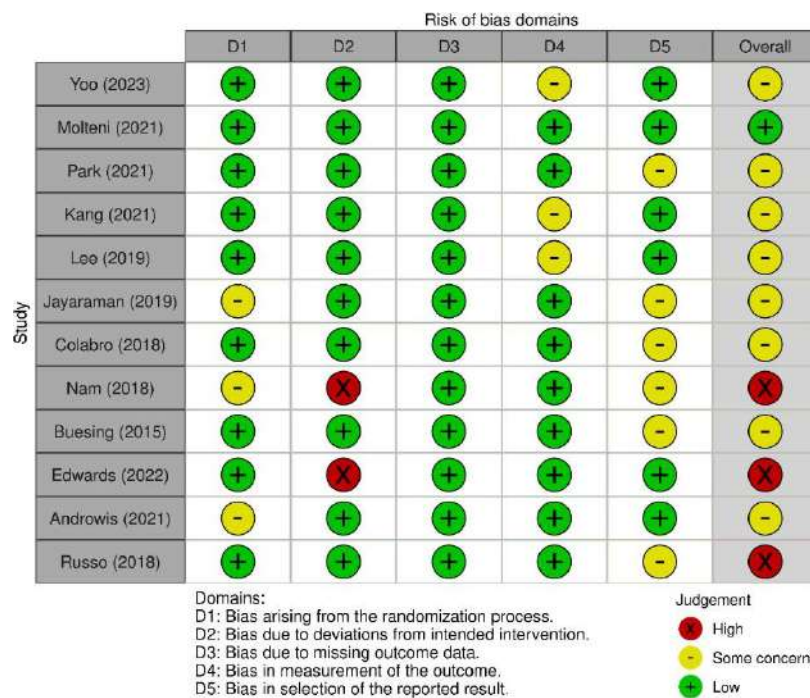 Risk of bias domains
D1 D2 D3 D4 D5 Overall
Study
Yoo (2023) + + + - + -
Molteni (2021) + + + + + +
Park (2021) + + + + - -
Kang (2021) + + + - + -
Lee (2019) + + + - + -
Jayaraman (2019) - + + + - -
Colabro (2018) + + + + - -
Nam (2018) - X + + - X
Buesing (2015) + + + + - -
Edwards (2022) + X + + + X
Androwis (2021) - + + + + -
Russo (2018) + + + + - X
Domains:
D1: Bias arising from the randomization process.
D2: Bias due to deviations from intended intervention.
D3: Bias due to missing outcome data.
D4: Bias in measurement of the outcome.
D5: Bias in selection of the reported result.
Judgement
X High
- Some concern
+ Low